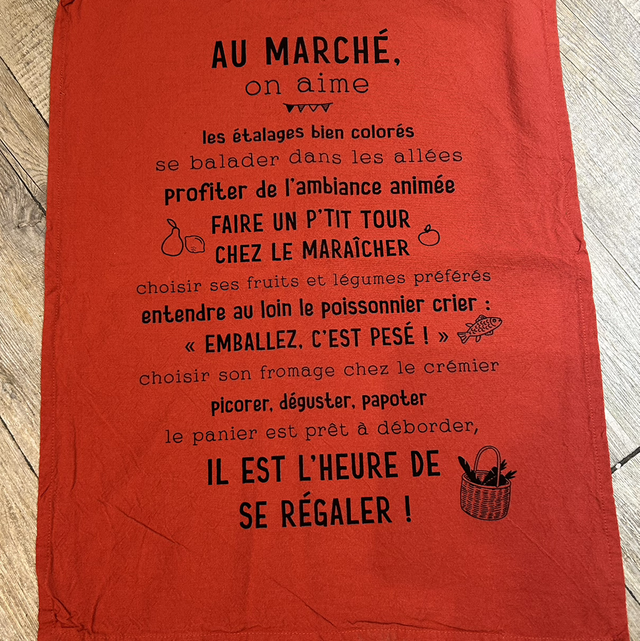 AU MARCHÉ,
on aime
les étalages bien colorés
se balader dans les allées
profiter de l'ambiance animée
FAIRE UN P'TIT TOUR
CHEZ LE MARAÎCHER
choisir ses fruits et légumes préférés
entendre au loin le poissonnier crier :
« EMBALLEZ, C'EST PESÉ ! »
choisir son fromage chez le crémier
picorer, déguster, papoter
le panier est prêt à déborder,
IL EST L'HEURE DE
SE RÉGALER !